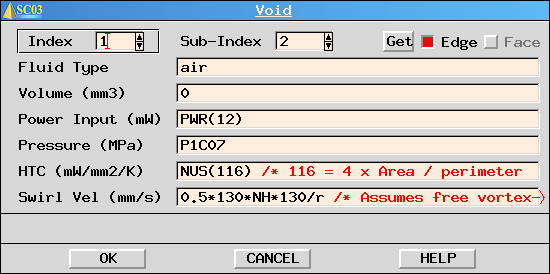 SC03 Void
Index 1 Sub-Index 2 Get Edge Face
Fluid Type air
Volume (mm3) 0
Power Input (mW) PWR(12)
Pressure (MPa) P1C07
HTC (mW/mm2/K) NUS(116) /* 116 = 4 x Area / perimeter
Swirl Vel (mm/s) 0.5*130*NH*130/r /* Assumes free vortex
OK CANCEL HELP